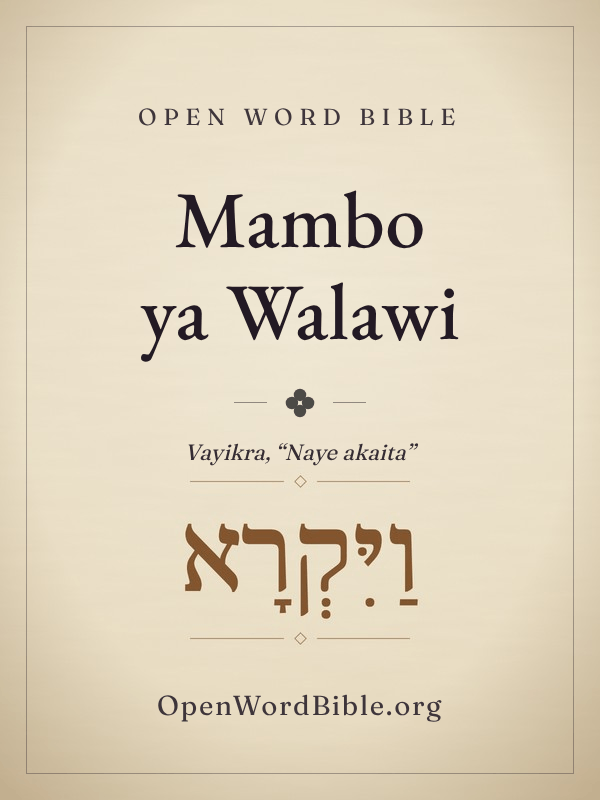 OPEN WORD BIBLE
Mambo
ya Walawi
Vayikra, “Naye akaita”
וַיִּקְרָא
OpenWordBible.org